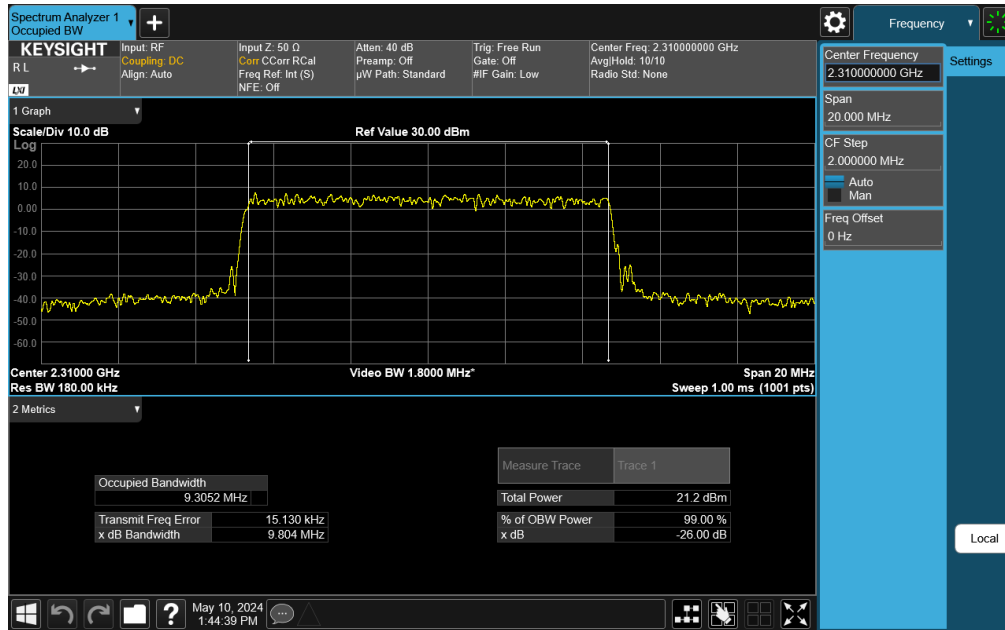 Spectrum Analyzer 1
Occupied BW
Frequency
KEYSIGHT
R L
LXI
Input: RF
Coupling: DC
Align: Auto
Input Z: 50 Ω
Corr CCorr RCal
Freq Ref: Int (S)
NFE: Off
Atten: 40 dB
Preamp: Off
µW Path: Standard
Trig: Free Run
Gate: Off
#IF Gain: Low
Center Freq: 2.310000000 GHz
Avg|Hold: 10/10
Radio Std: None
Center Frequency
2.310000000 GHz
Settings
Span
20.000 MHz
CF Step
2.000000 MHz
Auto
Man
Freq Offset
0 Hz
Local
1 Graph
Scale/Div 10.0 dB
Ref Value 30.00 dBm
Log
20.0
10.0
0.00
-10.0
-20.0
-30.0
-40.0
-50.0
-60.0
Center 2.31000 GHz
Video BW 1.8000 MHz*
Span 20 MHz
Res BW 180.00 kHz
Sweep 1.00 ms (1001 pts)
2 Metrics
Measure Trace
Trace 1
Occupied Bandwidth
9.3052 MHz
Total Power
21.2 dBm
Transmit Freq Error
15.130 kHz
% of OBW Power
99.00 %
x dB Bandwidth
9.804 MHz
x dB
-26.00 dB
May 10, 2024
1:44:39 PM